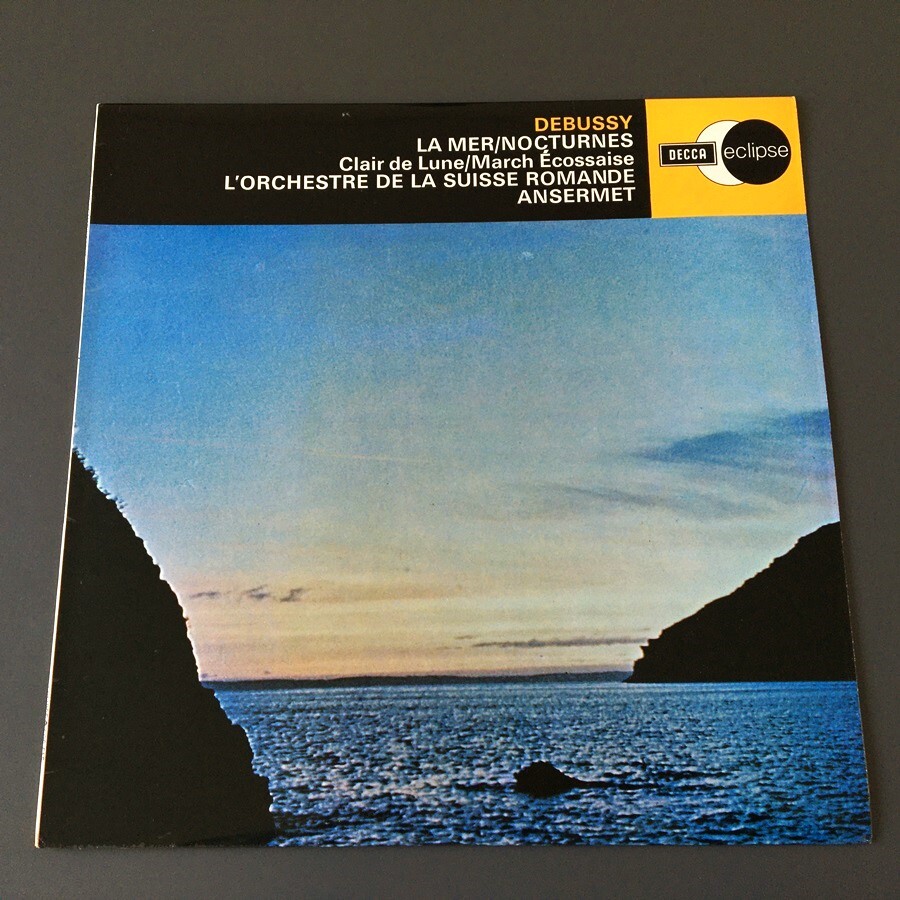 DEBUSSY
LA MER/NOCTURNES
Clair de Lune/March Écossaise
L'ORCHESTRE DE LA SUISSE ROMANDE
ANSERMET
DECCA eclipse